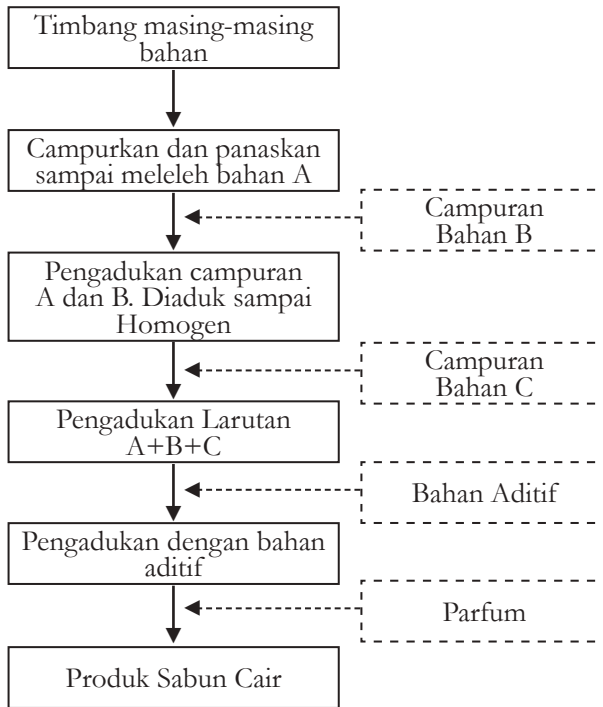 Timbang masing-masing
bahan
Campurkan dan panaskan
sampai meleleh bahan A
Campuran
Bahan B
Pengadukan campuran
A dan B. Diaduk sampai
Homogen
Campuran
Bahan C
Pengadukan Larutan
A+B+C
Bahan Aditif
Pengadukan dengan bahan
aditif
Parfum
Produk Sabun Cair